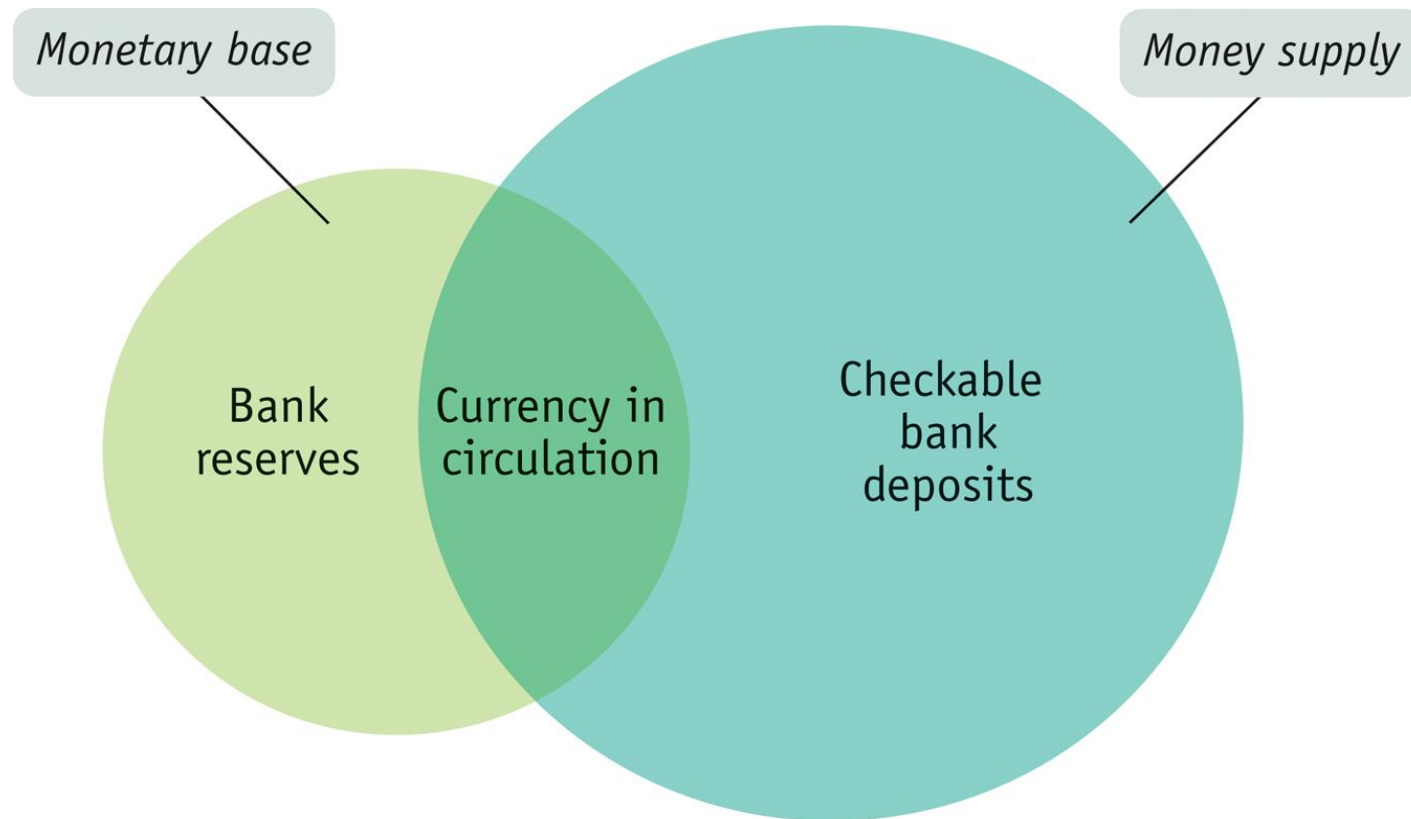 Monetary base
Money supply
Bank
reserves
Currency in
circulation
Checkable
bank
deposits